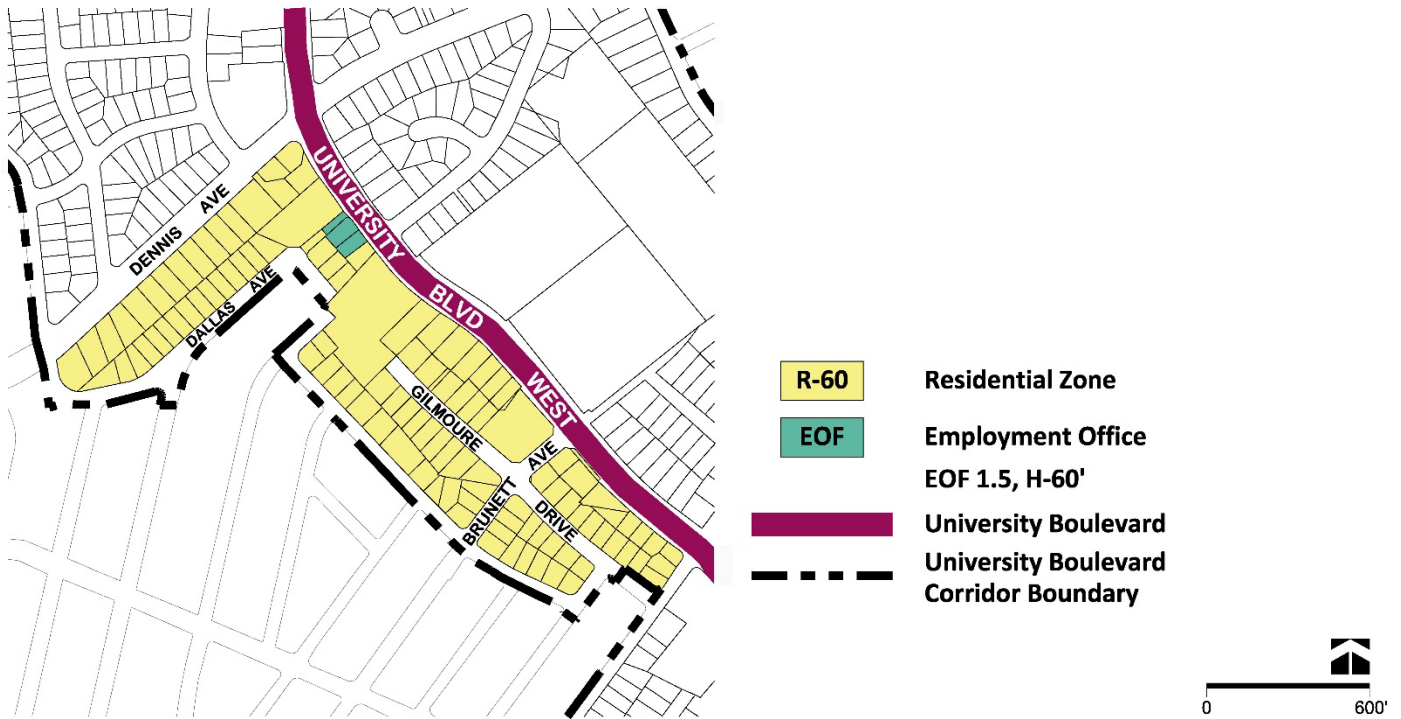 DENNIS AVE
DALLAS AVE
UNIVERSITY BLVD WEST
GILMOURE DRIVE
BRUNETT AVE
R-60 Residential Zone
EOF Employment Office
EOF 1.5, H-60'
University Boulevard
University Boulevard
Corridor Boundary
0 600'